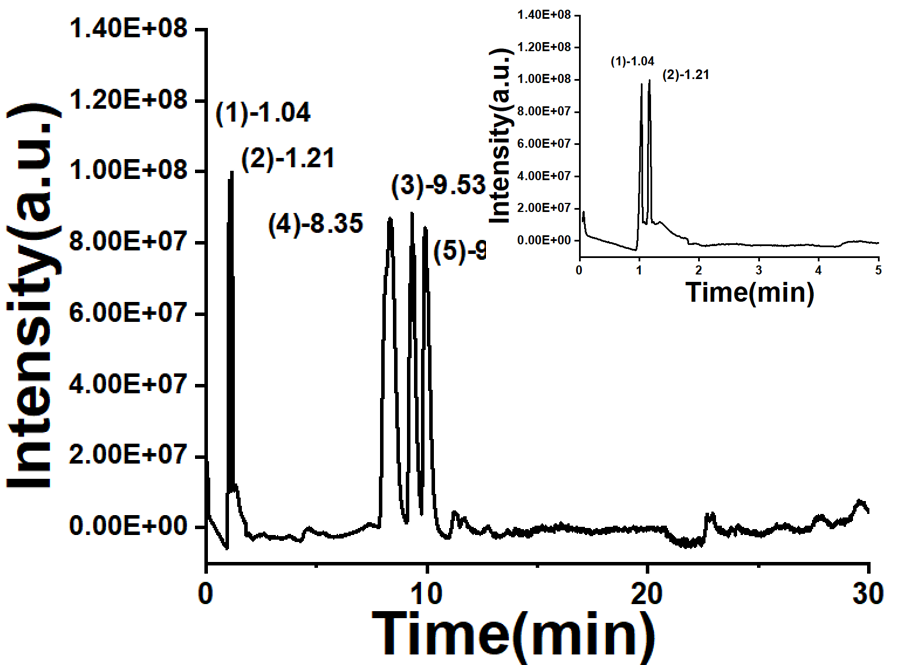 1.40E+08
1.20E+08
1.00E+08
8.00E+07
6.00E+07
4.00E+07
2.00E+07
0.00E+00
Intensity(a.u.)
(1)-1.04
(2)-1.21
(3)-9.53
(4)-8.35
(5)-9
0
10
20
30
Time(min)
1.40E+08
1.20E+08
1.00E+08
8.00E+07
6.00E+07
4.00E+07
2.00E+07
0.00E+00
Intensity(a.u.)
(1)-1.04
(2)-1.21
0
1
2
3
4
5
Time(min)